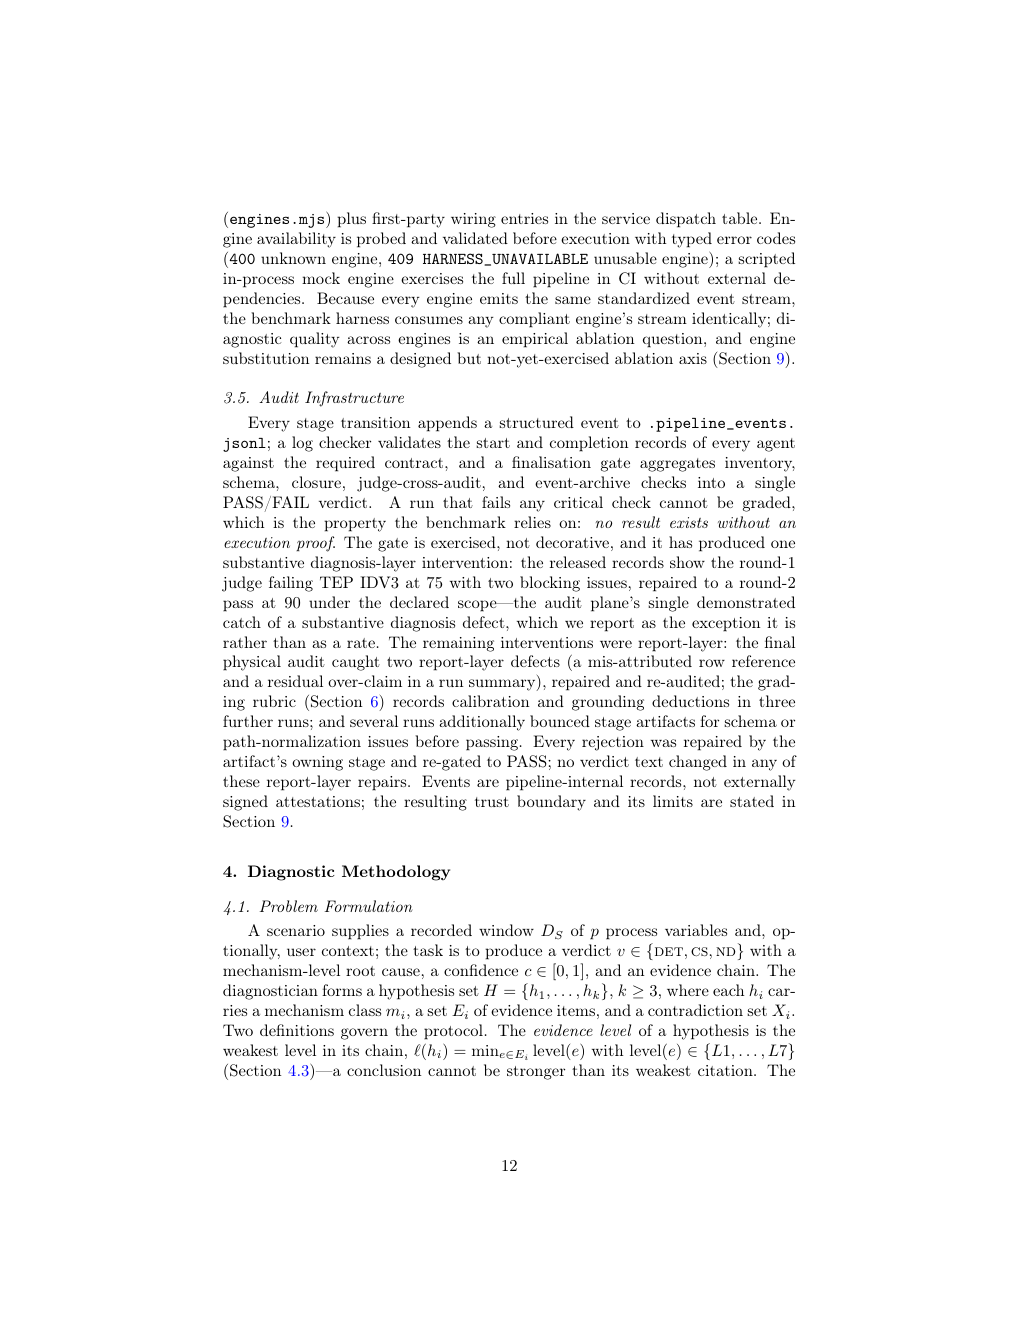 (engines.mjs) plus first-party wiring entries in the service dispatch table. En-
gine availability is probed and validated before execution with typed error codes
(400 unknown engine, 409 HARNESS_UNAVAILABLE unusable engine); a scripted
in-process mock engine exercises the full pipeline in CI without external de-
pendencies. Because every engine emits the same standardized event stream,
the benchmark harness consumes any compliant engine's stream identically; di-
agnostic quality across engines is an empirical ablation question, and engine
substitution remains a designed but not-yet-exercised ablation axis (Section 9).
3.5. Audit Infrastructure
Every stage transition appends a structured event to .pipeline_events.
jsonl; a log checker validates the start and completion records of every agent
against the required contract, and a finalisation gate aggregates inventory,
schema, closure, judge-cross-audit, and event-archive checks into a single
PASS/FAIL verdict. A run that fails any critical check cannot be graded,
which is the property the benchmark relies on: no result exists without an
execution proof. The gate is exercised, not decorative, and it has produced one
substantive diagnosis-layer intervention: the released records show the round-1
judge failing TEP IDV3 at 75 with two blocking issues, repaired to a round-2
pass at 90 under the declared scope—the audit plane's single demonstrated
catch of a substantive diagnosis defect, which we report as the exception it is
rather than as a rate. The remaining interventions were report-layer: the final
physical audit caught two report-layer defects (a mis-attributed row reference
and a residual over-claim in a run summary), repaired and re-audited; the grad-
ing rubric (Section 6) records calibration and grounding deductions in three
further runs; and several runs additionally bounced stage artifacts for schema or
path-normalization issues before passing. Every rejection was repaired by the
artifact's owning stage and re-gated to PASS; no verdict text changed in any of
these report-layer repairs. Events are pipeline-internal records, not externally
signed attestations; the resulting trust boundary and its limits are stated in
Section 9.
4. Diagnostic Methodology
4.1. Problem Formulation
A scenario supplies a recorded window D_S of p process variables and, op-
tionally, user context; the task is to produce a verdict v ∈ {DET, CS, ND} with a
mechanism-level root cause, a confidence c ∈ [0, 1], and an evidence chain. The
diagnostician forms a hypothesis set H = {h_1, . . . , h_k}, k ≥ 3, where each h_i car-
ries a mechanism class m_i, a set E_i of evidence items, and a contradiction set X_i.
Two definitions govern the protocol. The evidence level of a hypothesis is the
weakest level in its chain, ℓ(h_i) = min_{e∈E_i} level(e) with level(e) ∈ {L1, . . . , L7}
(Section 4.3)—a conclusion cannot be stronger than its weakest citation. The
12